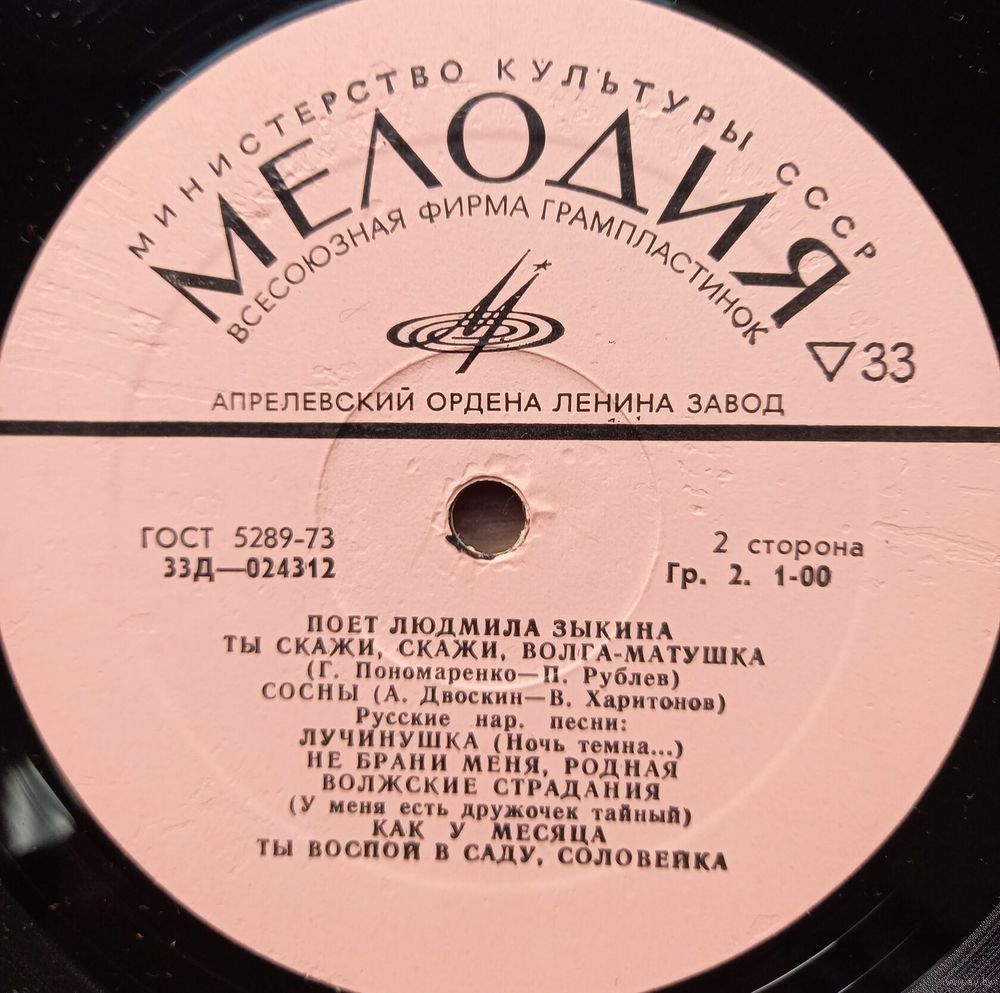 МИНИСТЕРСТВО КУЛЬТУРЫ СССР
МЕЛОДИЯ
ВСЕСОЮЗНАЯ ФИРМА ГРАМПЛАСТИНОК
▽33
АПРЕЛЕВСКИЙ ОРДЕНА ЛЕНИНА ЗАВОД
ГОСТ 5289-73
33Д—024312
2 сторона
Гр. 2. 1-00
ПОЕТ ЛЮДМИЛА ЗЫКИНА
ТЫ СКАЖИ, СКАЖИ, ВОЛГА-МАТУШКА
(Г. Пономаренко—П. Рублев)
СОСНЫ (А. Двоскин—В. Харитонов)
Русские нар. песни:
ЛУЧИНУШКА (Ночь темна...)
НЕ БРАНИ МЕНЯ, РОДНАЯ
ВОЛЖСКИЕ СТРАДАНИЯ
(У меня есть дружочек тайный)
КАК У МЕСЯЦА
ТЫ ВОСПОЙ В САДУ, СОЛОВЕЙКА